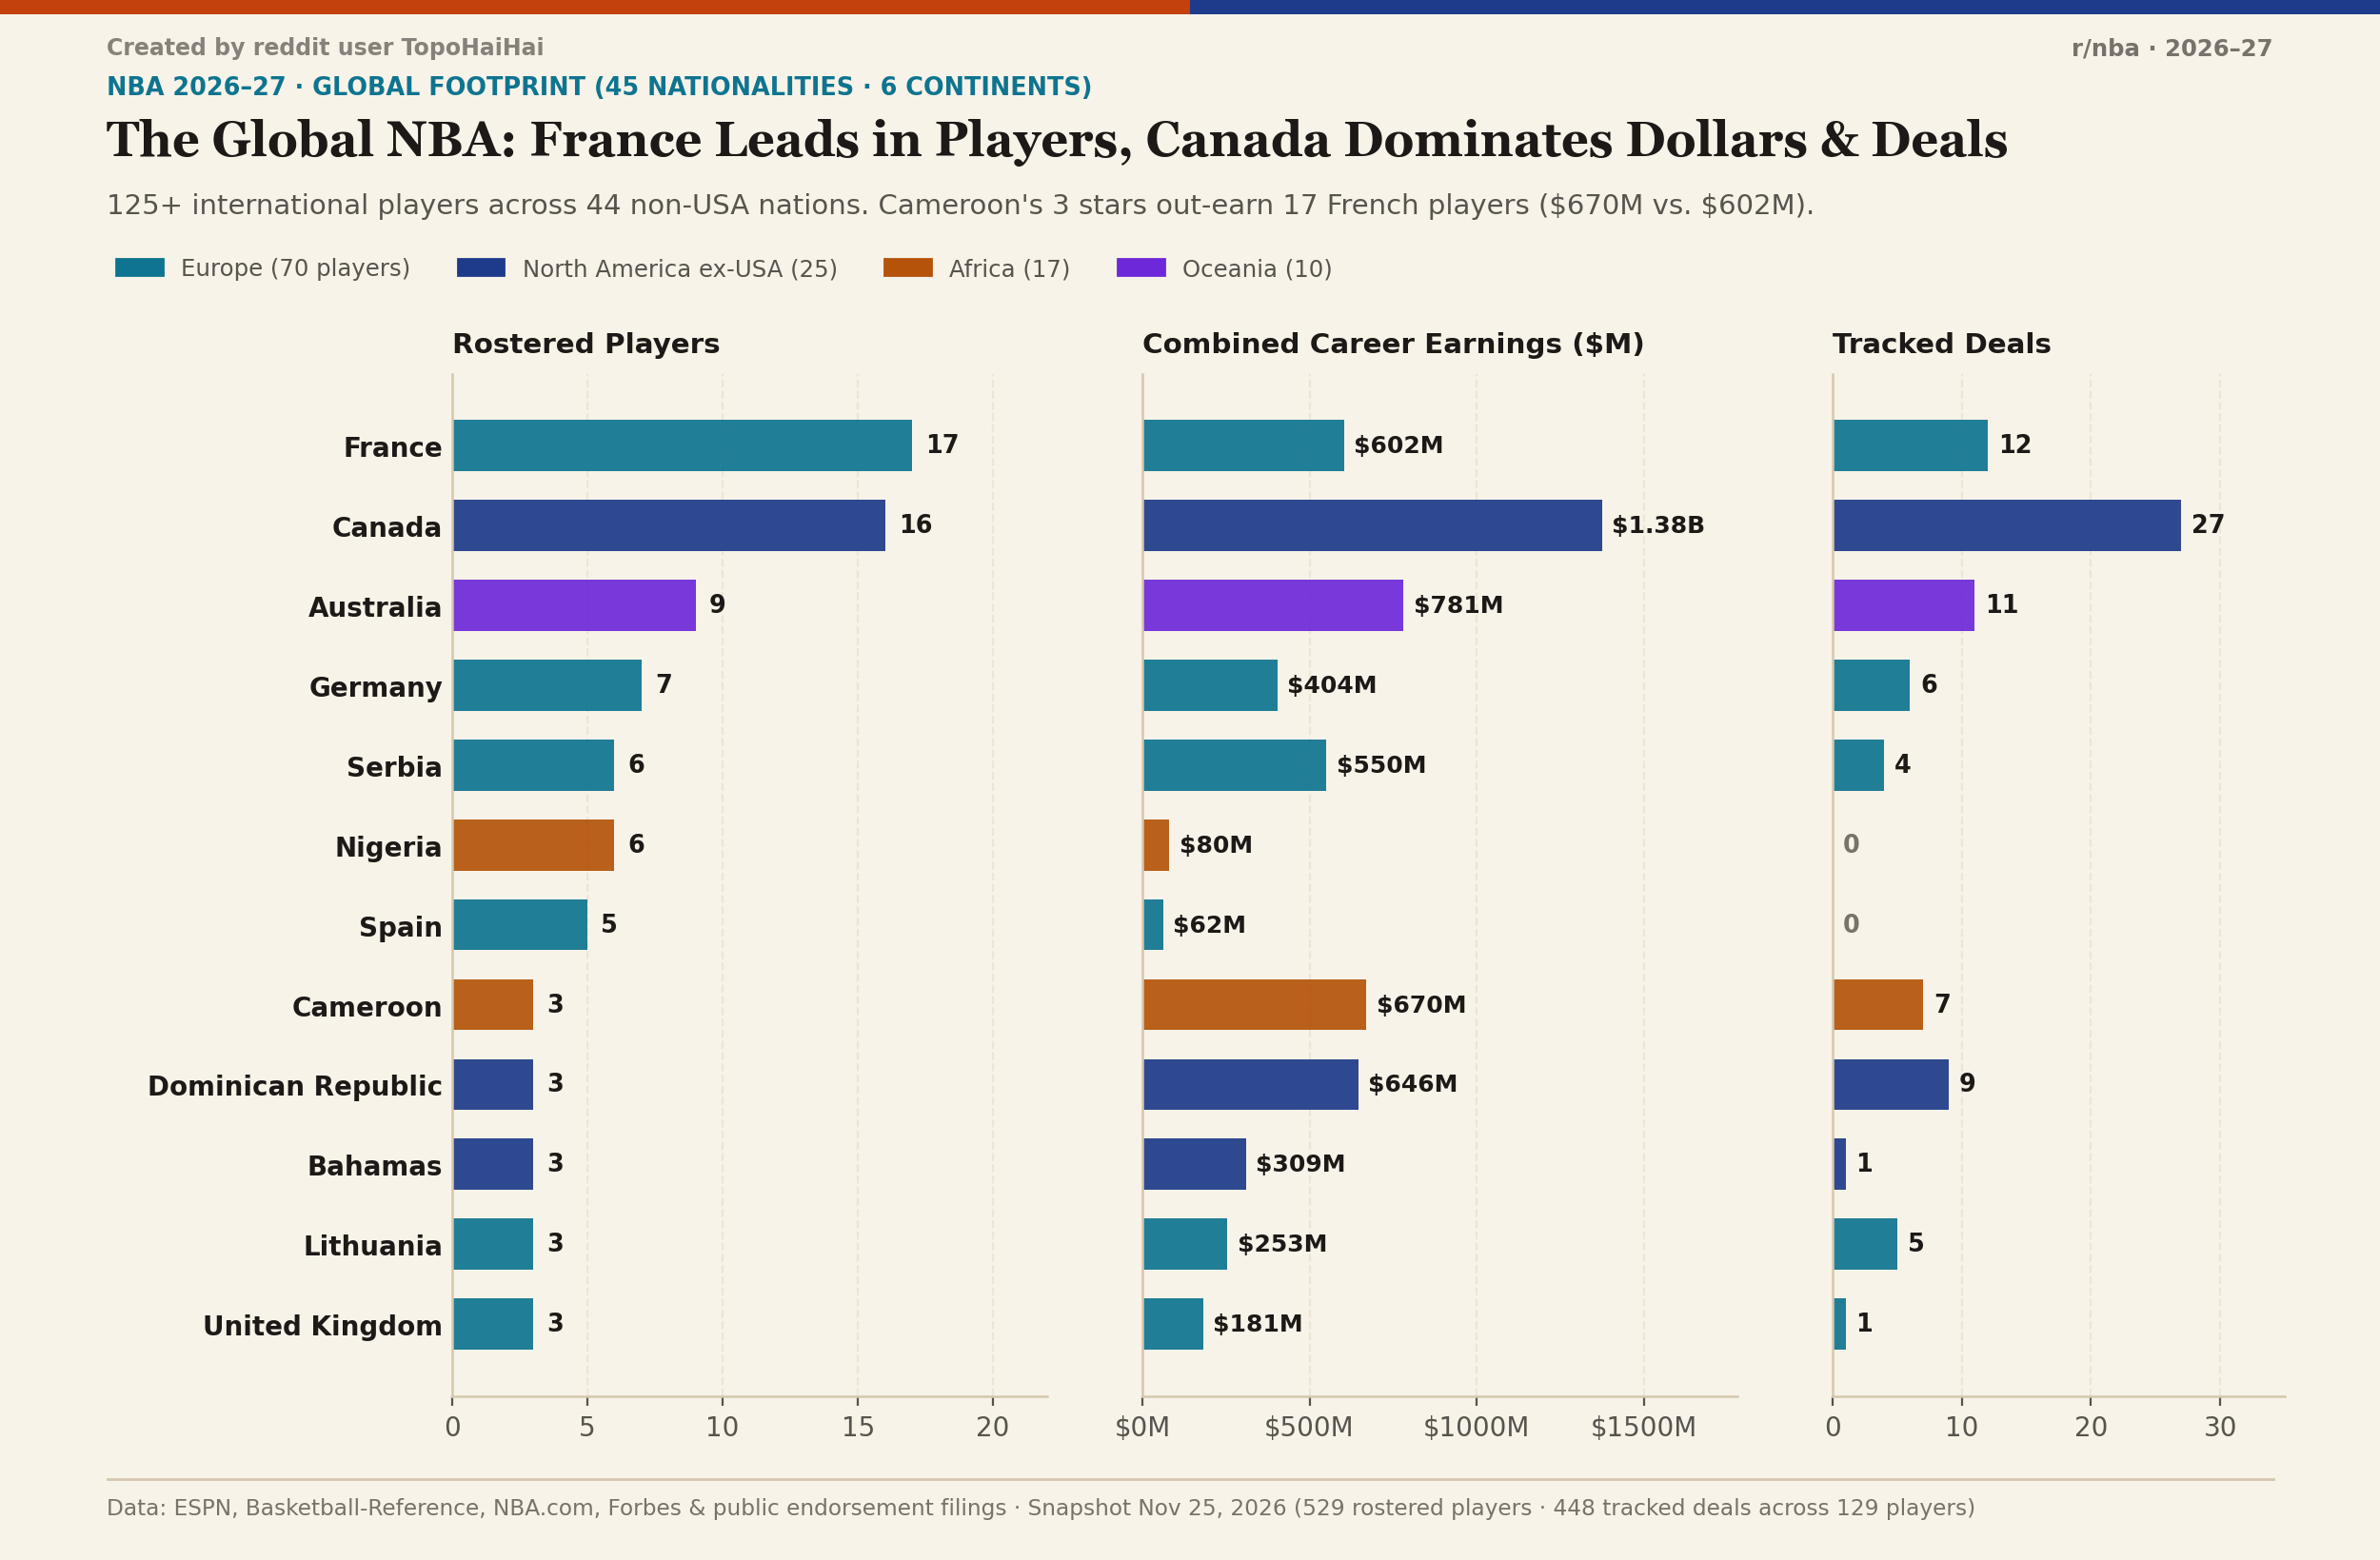 Created by reddit user TopoHaiHai
r/nba · 2026–27
NBA 2026–27 · GLOBAL FOOTPRINT (45 NATIONALITIES · 6 CONTINENTS)
The Global NBA: France Leads in Players, Canada Dominates Dollars & Deals
125+ international players across 44 non-USA nations. Cameroon's 3 stars out-earn 17 French players ($670M vs. $602M).
Europe (70 players) North America ex-USA (25) Africa (17) Oceania (10)
Rostered Players Combined Career Earnings ($M) Tracked Deals
France 17 $602M 12
Canada 16 $1.38B 27
Australia 9 $781M 11
Germany 7 $404M 6
Serbia 6 $550M 4
Nigeria 6 $80M 0
Spain 5 $62M 0
Cameroon 3 $670M 7
Dominican Republic 3 $646M 9
Bahamas 3 $309M 1
Lithuania 3 $253M 5
United Kingdom 3 $181M 1
0 5 10 15 20 $0M $500M $1000M $1500M 0 10 20 30
Data: ESPN, Basketball-Reference, NBA.com, Forbes & public endorsement filings · Snapshot Nov 25, 2026 (529 rostered players · 448 tracked deals across 129 players)